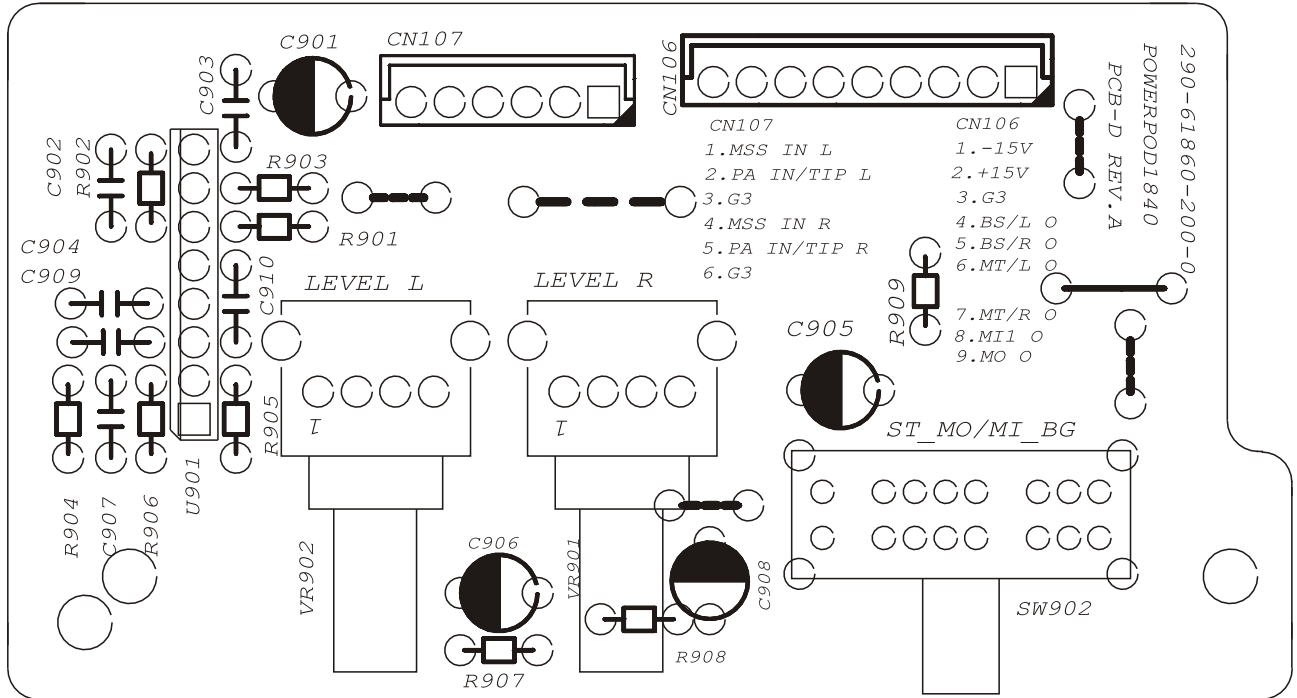 C901
CN107
CN106
C903
C902
R902
R903
R901
C904
C909
C910
CN107
1.MSS IN L
2.PA IN/TIP L
3.G3
4.MSS IN R
5.PA IN/TIP R
6.G3
CN106
1.-15V
2.+15V
3.G3
4.BS/L O
5.BS/R O
6.MT/L O
7.MT/R O
8.MI1 O
9.MO O
PCB-D REV.A
POWERPOD1840
290-61860-200-0
LEVEL L
LEVEL R
R909
C905
1
1
R905
ST_MO/MI_BG
U901
R904
C907
R906
VR902
C906
VR901
C908
SW902
R908
R907